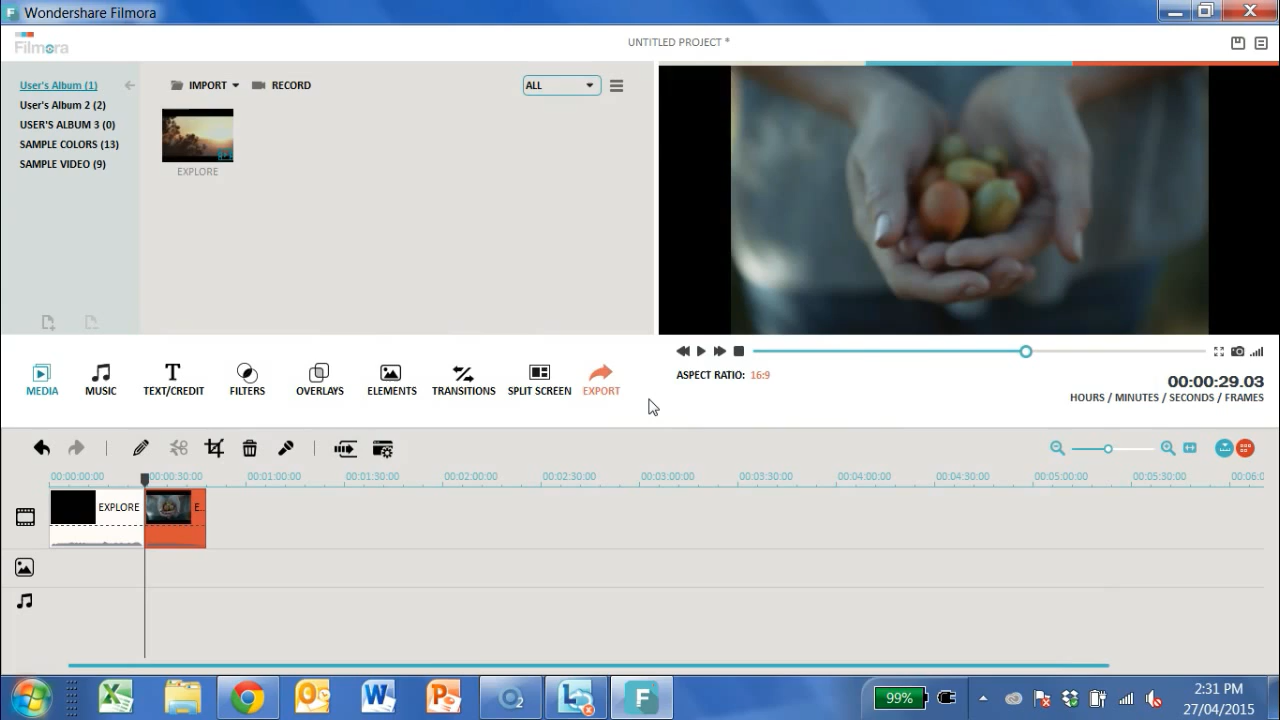 Wondershare Filmora
Filmora
UNTITLED PROJECT *
User's Album (1)
User's Album 2 (2)
USER'S ALBUM 3 (0)
SAMPLE COLORS (13)
SAMPLE VIDEO (9)
IMPORT
RECORD
ALL
EXPLORE
MEDIA
MUSIC
TEXT/CREDIT
FILTERS
OVERLAYS
ELEMENTS
TRANSITIONS
SPLIT SCREEN
EXPORT
ASPECT RATIO: 16:9
00:00:29.03
HOURS / MINUTES / SECONDS / FRAMES
00:00:00:00 00:00:30:00 00:01:00:00 00:01:30:00 00:02:00:00 00:02:30:00 00:03:00:00 00:03:30:00 00:04:00:00 00:04:30:00 00:05:00:00 00:05:30:00 00:06:0
EXPLORE
E..
99%
2:31 PM
27/04/2015